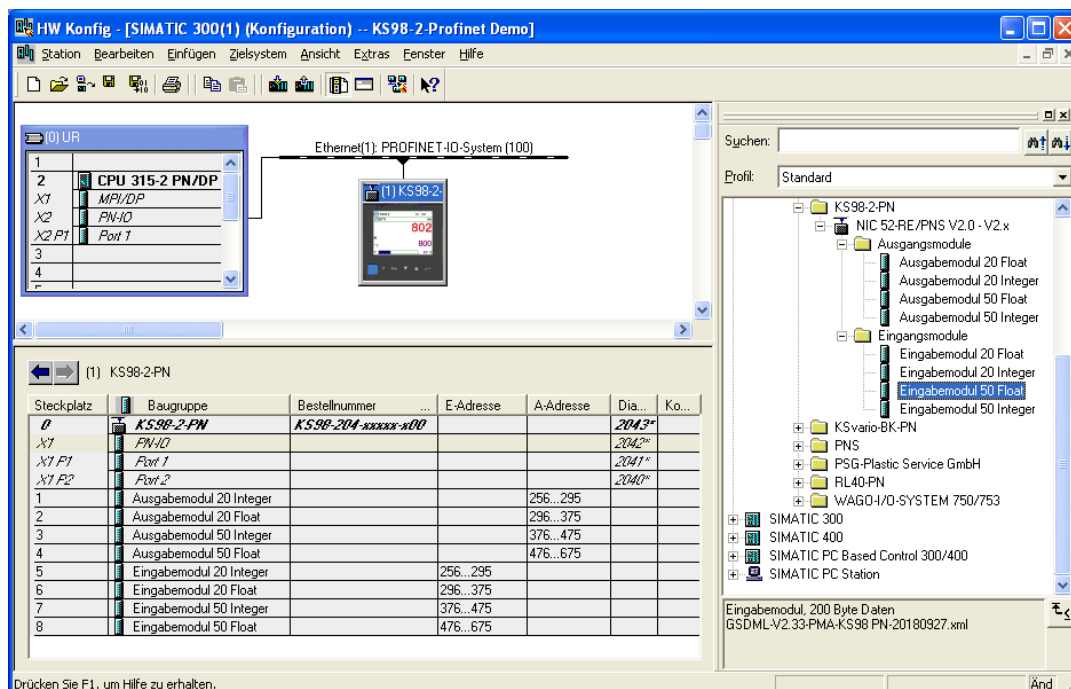 HW Konfig - [SIMATIC 300(1) (Konfiguration) -- KS98-2-Profinet Demo]
Station Bearbeiten Einfügen Zielsystem Ansicht Extras Fenster Hilfe
(0) UR
1
2 CPU 315-2 PN/DP
X1 MPI/DP
X2 PN-IO
X2 P1 Port 1
3
4
Ethernet(1): PROFINET-IO-System (100)
(1) KS98-2-
802
800
Suchen:
Profil: Standard
KS98-2-PN
NIC 52-RE/PNS V2.0 - V2.x
Ausgangsmodule
Ausgabemodul 20 Float
Ausgabemodul 20 Integer
Ausgabemodul 50 Float
Ausgabemodul 50 Integer
Eingangsmodule
Eingabemodul 20 Float
Eingabemodul 20 Integer
Eingabemodul 50 Float
Eingabemodul 50 Integer
KSvario-BK-PN
PNS
PSG-Plastic Service GmbH
RL40-PN
WAGO-I/O-SYSTEM 750/753
SIMATIC 300
SIMATIC 400
SIMATIC PC Based Control 300/400
SIMATIC PC Station
Eingabemodul, 200 Byte Daten
GSDML-V2.33-PMA-KS98 PN-20180927.xml
(1) KS98-2-PN
Steckplatz Baugruppe Bestellnummer ... E-Adresse A-Adresse Dia... Ko...
0 KS98-2-PN KS98-204-xxxxx-x00 2043*
X1 PN-IO 2042*
X1 P1 Port 1 2041*
X1 P2 Port 2 2040*
1 Ausgabemodul 20 Integer 256...295
2 Ausgabemodul 20 Float 296...375
3 Ausgabemodul 50 Integer 376...475
4 Ausgabemodul 50 Float 476...675
5 Eingabemodul 20 Integer 256...295
6 Eingabemodul 20 Float 296...375
7 Eingabemodul 50 Integer 376...475
8 Eingabemodul 50 Float 476...675
Drücken Sie F1, um Hilfe zu erhalten.
Änd